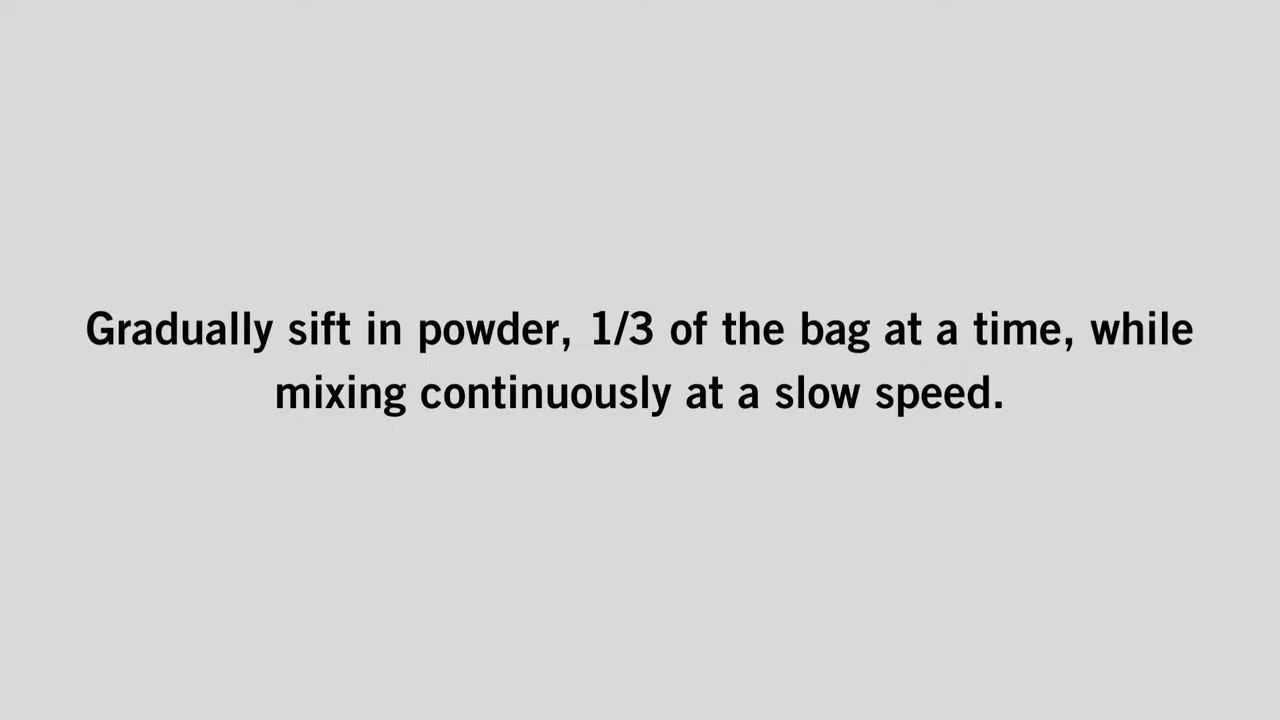 Gradually sift in powder, 1/3 of the bag at a time, while
mixing continuously at a slow speed.